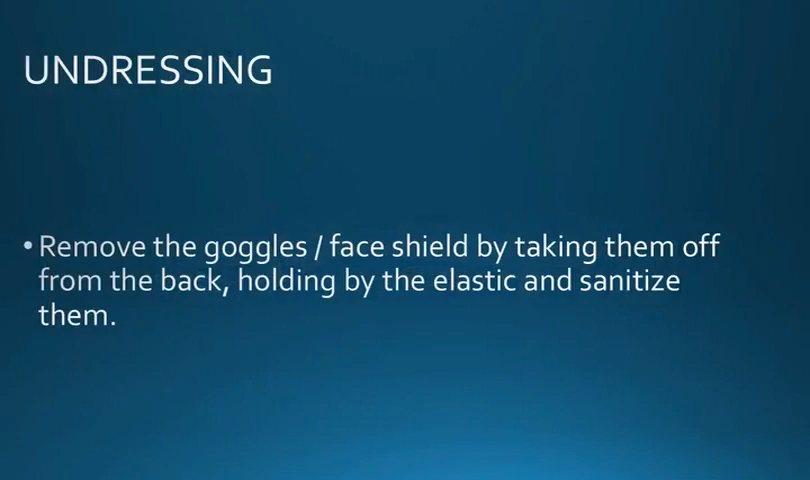 UNDRESSING
• Remove the goggles / face shield by taking them off
from the back, holding by the elastic and sanitize
them.